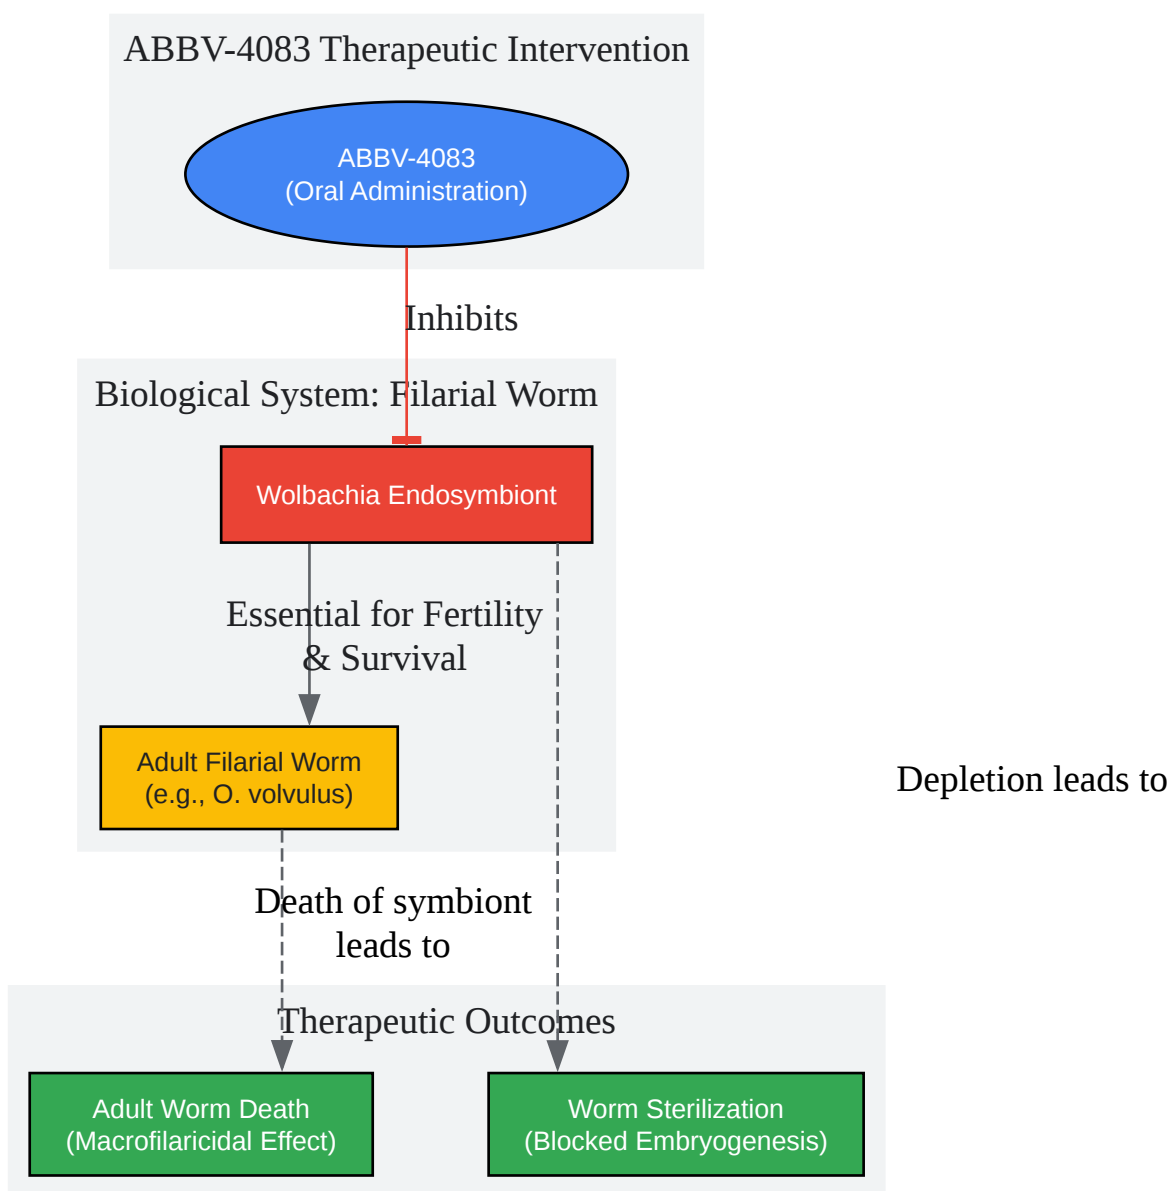 ABBV-4083 Therapeutic Intervention
ABBV-4083
(Oral Administration)
Inhibits
Biological System: Filarial Worm
Wolbachia Endosymbiont
Essential for Fertility
& Survival
Adult Filarial Worm
(e.g., O. volvulus)
Depletion leads to
Death of symbiont
leads to
Therapeutic Outcomes
Adult Worm Death
(Macrofilaricidal Effect)
Worm Sterilization
(Blocked Embryogenesis)